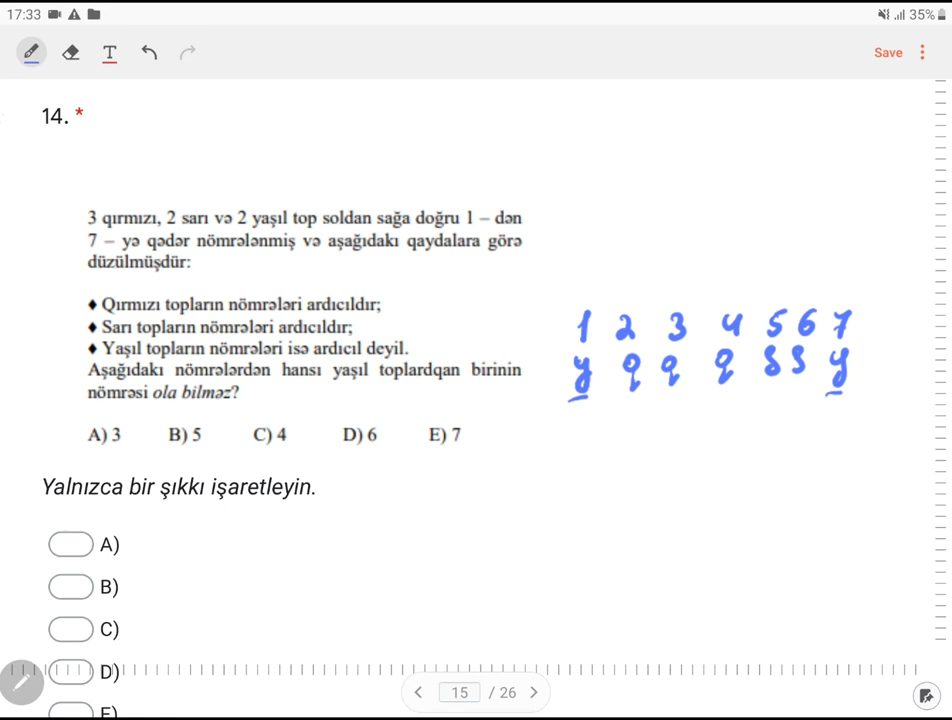 17:33
35%
T
Save
14. *
3 qırmızı, 2 sarı və 2 yaşıl top soldan sağa doğru 1 – dən
7 – yə qədər nömrələnmiş və aşağıdakı qaydalara görə
düzülmüşdür:
♦ Qırmızı topların nömrələri ardıcıldır;
♦ Sarı topların nömrələri ardıcıldır;
♦ Yaşıl topların nömrələri isə ardıcıl deyil.
Aşağıdakı nömrələrdən hansı yaşıl toplardqan birinin
nömrəsi ola bilməz?
1 2 3 4 5 6 7
y q q q s s y
A) 3 B) 5 C) 4 D) 6 E) 7
Yalnızca bir şıkkı işaretleyin.
A)
B)
C)
D)
E)
< 15 / 26 >